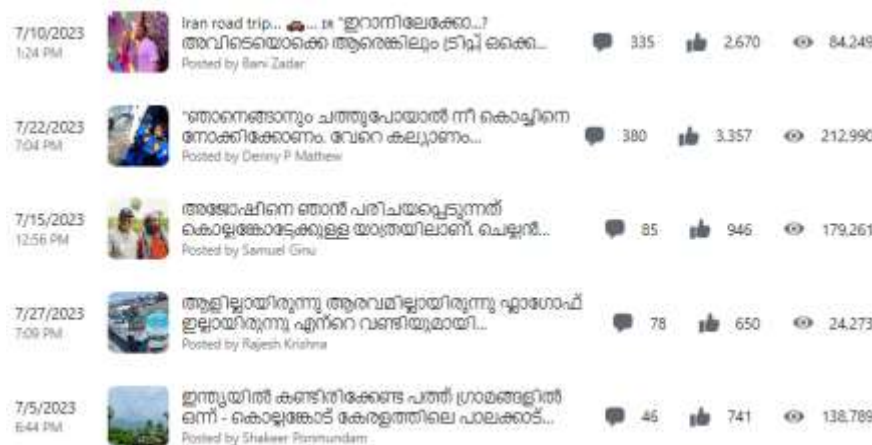 7/10/2023
1:24 PM
Iran road trip... 🚗... IR "ഇറാനിലേക്കോ...?
അവിടെയൊക്കെ ആരെങ്കിലും ട്രിപ്പ് ഒക്കെ...
Posted by Bani Zadar
335 2,670 84,249
7/22/2023
7:04 PM
"ഞാനെങ്ങാനും ചത്തുപോയാൽ നീ കൊച്ചിനെ
നോക്കിക്കോണം. വേറെ കല്യാണം...
Posted by Denny P Mathew
380 3,357 212,990
7/15/2023
12:56 PM
അജോഷിനെ ഞാൻ പരിചയപ്പെടുന്നത്
കൊല്ലങ്കോട്ടേക്കുള്ള യാത്രയിലാണ്. ചെല്ലൻ...
Posted by Samuel Ginu
85 946 179,261
7/27/2023
7:09 PM
ആളില്ലായിരുന്നു ആരവമില്ലായിരുന്നു ഫ്ലാഗോഫ്
ഇല്ലായിരുന്നു എന്റെ വണ്ടിയുമായി...
Posted by Rajesh Krishna
78 650 24,273
7/5/2023
6:44 PM
ഇന്ത്യയിൽ കണ്ടിരിക്കേണ്ട പത്ത് ഗ്രാമങ്ങളിൽ
ഒന്ന് - കൊല്ലങ്കോട് കേരളത്തിലെ പാലക്കാട്...
Posted by Shakeer Pommundam
46 741 138,789